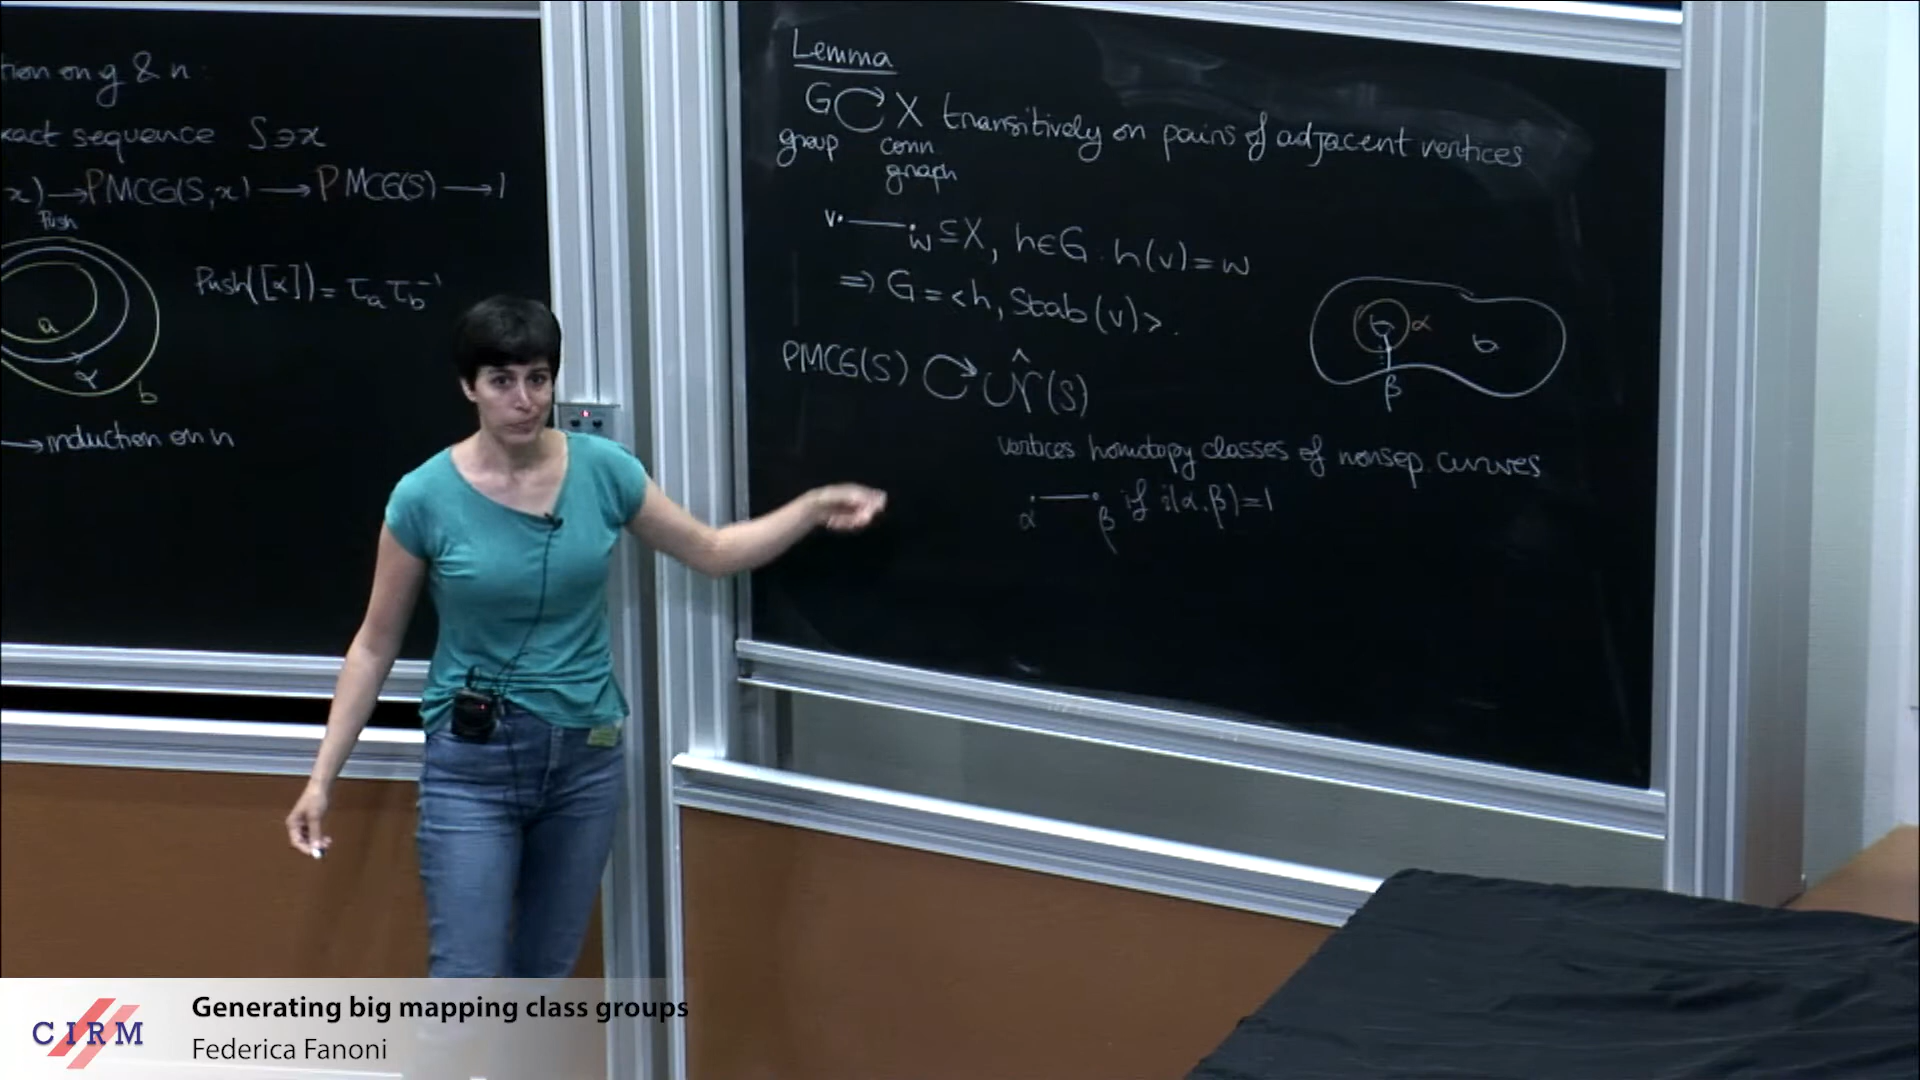 tion on g & n:
xact sequence S∋x
x) → PMCG(S,x) → PMCG(S) → 1
Push
a
α
b
Push([α]) = τ_a τ_b^{-1}
→ induction on n
Lemma
G ↻ X transitively on pairs of adjacent vertices
group conn
graph
v — w ⊆ X, h∈G : h(v) = w
⇒ G = <h, Stab(v)>.
PMCG(S) ↻ N̂(S)
α
β
vertices homotopy classes of nonsep. curves
α — β if i(α,β)=1
CIRM
Generating big mapping class groups
Federica Fanoni